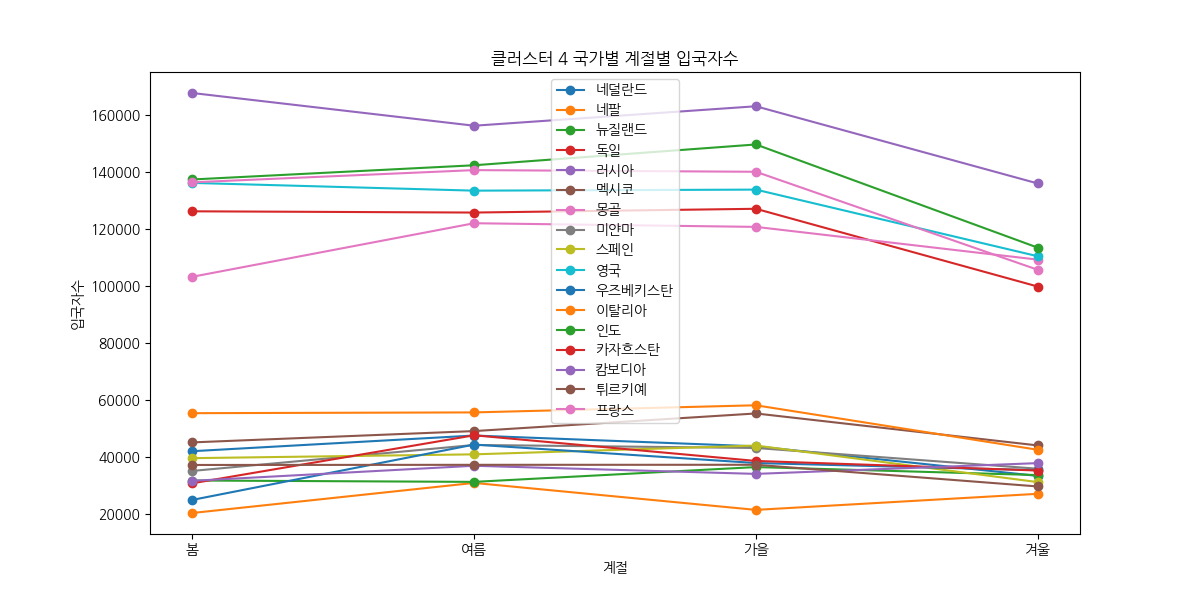 클러스터 4 국가별 계절별 입국자수
네덜란드
네팔
뉴질랜드
독일
러시아
멕시코
몽골
미얀마
스페인
영국
우즈베키스탄
이탈리아
인도
카자흐스탄
캄보디아
튀르키예
프랑스
입국자수
160000
140000
120000
100000
80000
60000
40000
20000
봄 여름 가을 겨울
계절